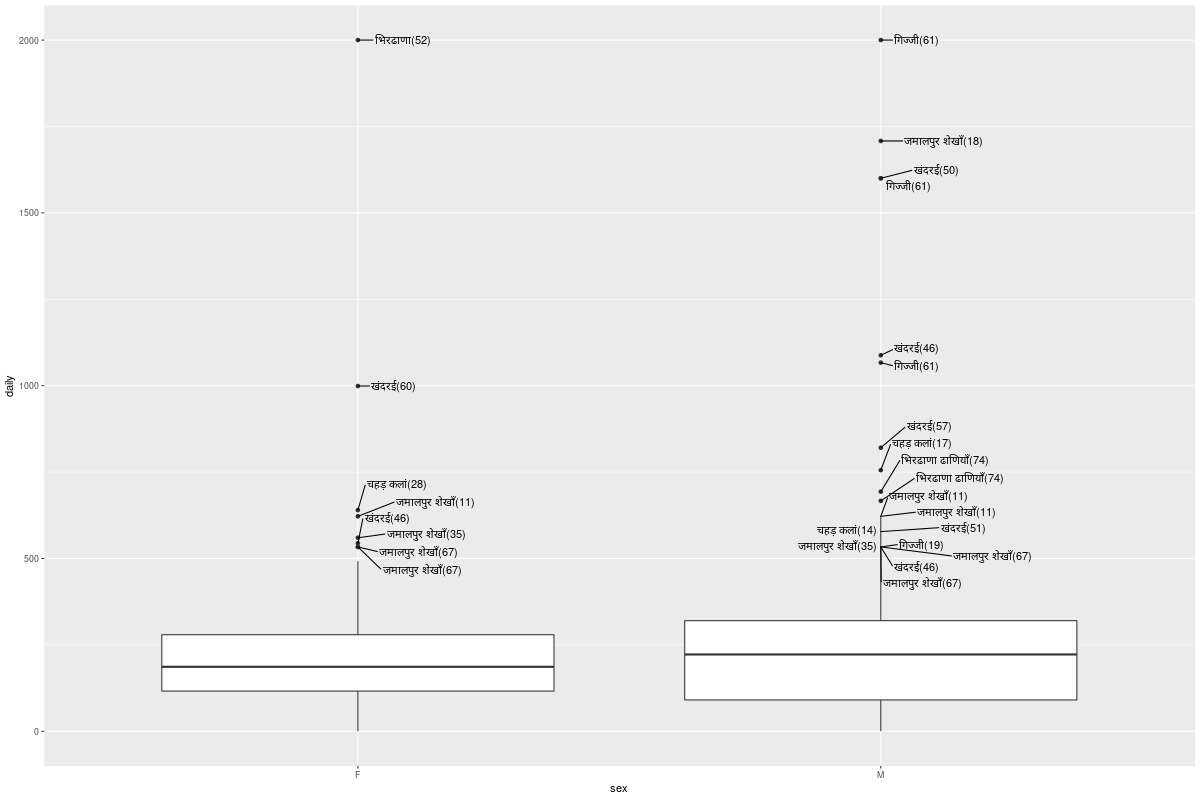 2000
1500
1000
500
0
daily
भिरढाणा(52)
खंदरई(60)
चहड़ कलां(28)
जमालपुर शेखाँ(11)
खंदरई(46)
जमालपुर शेखाँ(35)
जमालपुर शेखाँ(67)
जमालपुर शेखाँ(67)
गिज्जी(61)
जमालपुर शेखाँ(18)
खंदरई(50)
गिज्जी(61)
खंदरई(46)
गिज्जी(61)
खंदरई(57)
चहड़ कलां(17)
भिरढाणा ढाणियाँ(74)
भिरढाणा ढाणियाँ(74)
जमालपुर शेखाँ(11)
जमालपुर शेखाँ(11)
चहड़ कलां(14)
खंदरई(51)
जमालपुर शेखाँ(35)
गिज्जी(19)
जमालपुर शेखाँ(67)
खंदरई(46)
जमालपुर शेखाँ(67)
F
M
sex